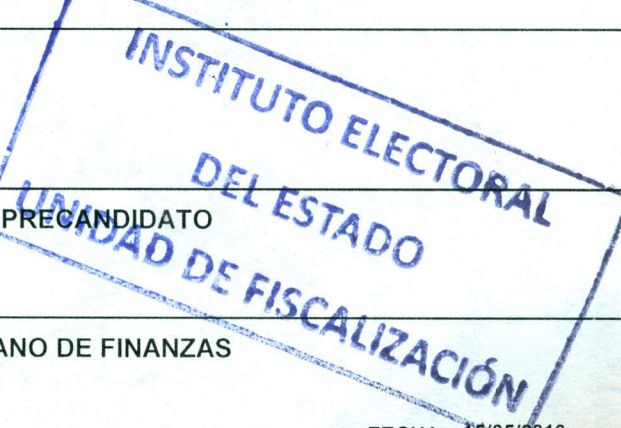 INSTITUTO ELECTORAL
DEL ESTADO
UNIDAD DE FISCALIZACIÓN
PRECANDIDATO
ANO DE FINANZAS